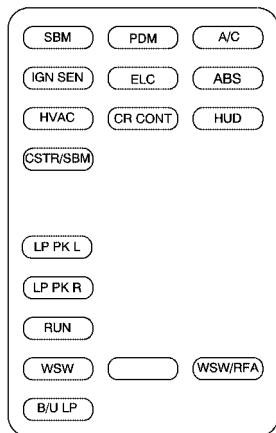 SBM PDM A/C
IGN SEN ELC ABS
HVAC CR CONT HUD
CSTR/SBM
LP PK L
LP PK R
RUN
WSW WSW/RFA
B/U LP